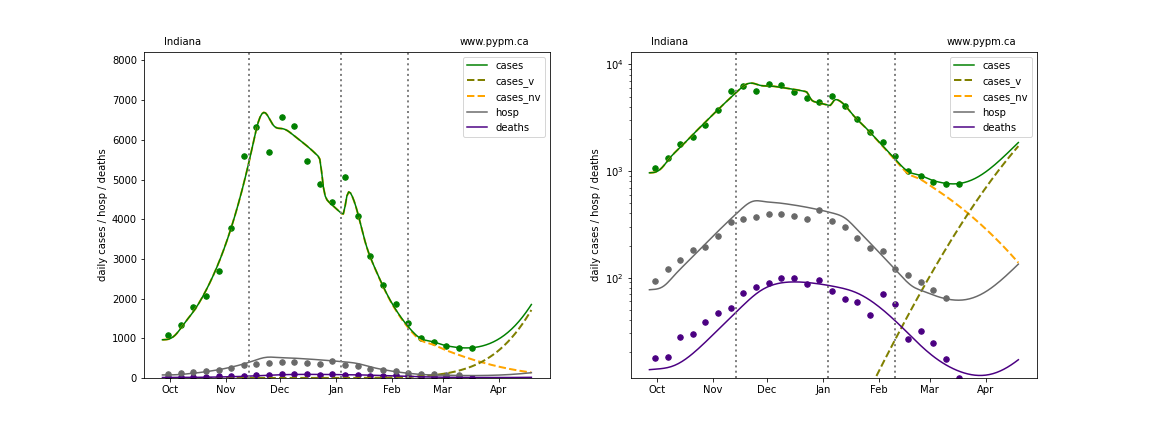 Indiana
www.pypm.ca
8000
7000
6000
5000
4000
3000
2000
1000
0
daily cases / hosp / deaths
cases
cases_v
cases_nv
hosp
deaths
Oct
Nov
Dec
Jan
Feb
Mar
Apr
Indiana
www.pypm.ca
10^4
10^3
10^2
daily cases / hosp / deaths
cases
cases_v
cases_nv
hosp
deaths
Oct
Nov
Dec
Jan
Feb
Mar
Apr